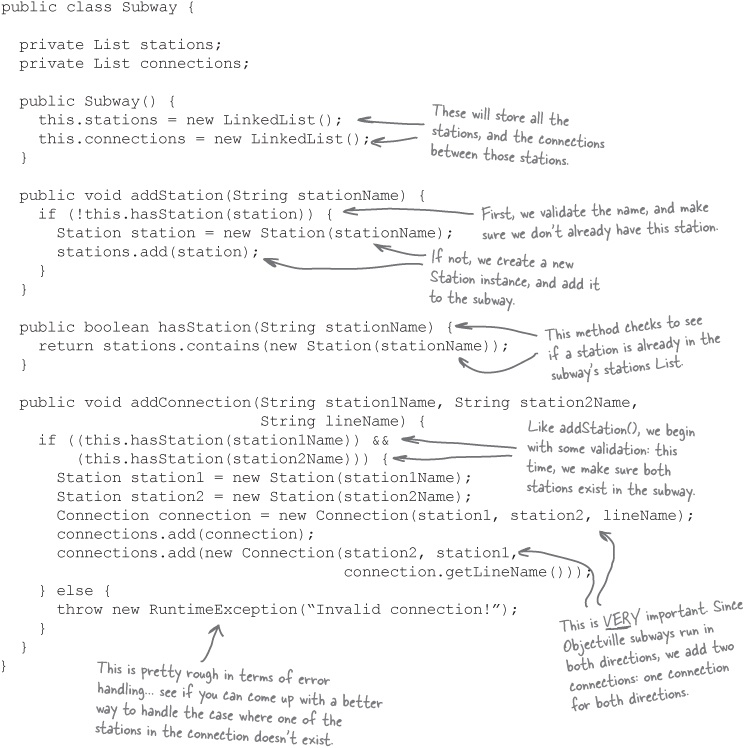 public class Subway {
private List stations;
private List connections;
public Subway() {
this.stations = new LinkedList();
this.connections = new LinkedList();
}
These will store all the
stations, and the connections
between those stations.
public void addStation(String stationName) {
if (!this.hasStation(station)) {
Station station = new Station(stationName);
stations.add(station);
}
}
First, we validate the name, and make
sure we don't already have this station.
If not, we create a new
Station instance, and add it
to the subway.
public boolean hasStation(String stationName) {
return stations.contains(new Station(stationName));
}
This method checks to see
if a station is already in the
subway's stations List.
public void addConnection(String station1Name, String station2Name,
String lineName) {
if ((this.hasStation(station1Name)) &&
(this.hasStation(station2Name))) {
Station station1 = new Station(station1Name);
Station station2 = new Station(station2Name);
Connection connection = new Connection(station1, station2, lineName);
connections.add(connection);
connections.add(new Connection(station2, station1,
connection.getLineName()));
} else {
throw new RuntimeException(“Invalid connection!”);
}
}
}
Like addStation(), we begin
with some validation: this
time, we make sure both
stations exist in the subway.
This is VERY important. Since
Objectville subways run in
both directions, we add two
connections: one connection
for both directions.
This is pretty rough in terms of error
handling... see if you can come up with a better
way to handle the case where one of the
stations in the connection doesn't exist.